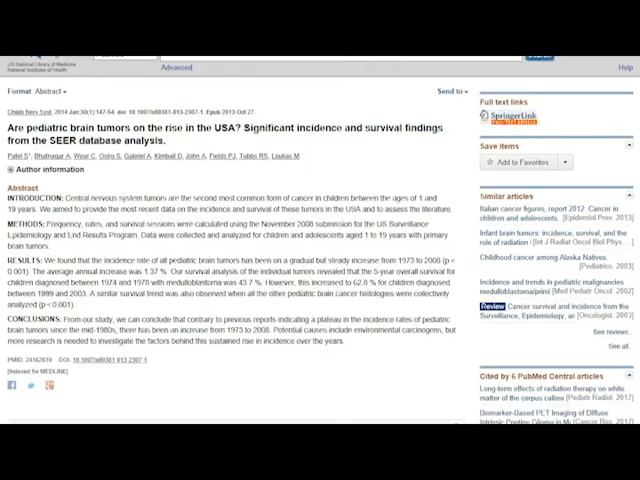 US National Library of Medicine
National Institutes of Health
Advanced
Search
Help
Format Abstract
Send to
Childs Nerv Syst. 2014 Jan;30(1):147-54. doi: 10.1007/s00381-013-2307-1. Epub 2013 Oct 27.
Are pediatric brain tumors on the rise in the USA? Significant incidence and survival findings
from the SEER database analysis.
Patel S1, Bhatnagar A, Wear C, Osiro S, Gabriel A, Kimball D, John A, Fields PJ, Tubbs RS, Loukas M.
Author information
Abstract
INTRODUCTION: Central nervous system tumors are the second most common form of cancer in children between the ages of 1 and
19 years. We aimed to provide the most recent data on the incidence and survival of these tumors in the USA and to assess the literature.
METHODS: Frequency, rates, and survival sessions were calculated using the November 2008 submission for the US Surveillance
Epidemiology and End Results Program. Data were collected and analyzed for children and adolescents aged 1 to 19 years with primary
brain tumors.
RESULTS: We found that the incidence rate of all pediatric brain tumors has been on a gradual but steady increase from 1973 to 2008 (p <
0.001). The average annual increase was 1.37 %. Our survival analysis of the individual tumors revealed that the 5-year overall survival for
children diagnosed between 1974 and 1978 with medulloblastoma was 43.7 %. However, this increased to 62.8 % for children diagnosed
between 1999 and 2003. A similar survival trend was also observed when all the other pediatric brain cancer histologies were collectively
analyzed (p < 0.001)
CONCLUSIONS: From our study, we can conclude that contrary to previous reports indicating a plateau in the incidence rates of pediatric
brain tumors since the mid-1980s, there has been an increase from 1973 to 2008. Potential causes include environmental carcinogens, but
more research is needed to investigate the factors behind this sustained rise in incidence over the years.
PMID: 24162619 DOI: 10.1007/s00381-013-2307-1
[Indexed for MEDLINE]
Full text links
SpringerLink
FULL-TEXT ARTICLE
Save items
Add to Favorites
Similar articles
Italian cancer figures, report 2012: Cancer in
children and adolescents. [Epidemiol Prev. 2013]
Infant brain tumors: incidence, survival, and the
role of radiation [Int J Radiat Oncol Biol Phys. ..]
Childhood cancer among Alaska Natives.
[Pediatrics. 2003]
Incidence and trends in pediatric malignancies
medulloblastoma/primi [Med Pediatr Oncol. 2002]
Review Cancer survival and incidence from the
Surveillance, Epidemiology, ar [Oncologist. 2003]
See reviews...
See all...
Cited by 6 PubMed Central articles
Long-term effects of radiation therapy on white
matter of the corpus callosi [Pediatr Radiol. 2017]
Biomarker-Based PET Imaging of Diffuse
Intrinsic Pontine Glioma in Mo [Cancer Res. 2017]